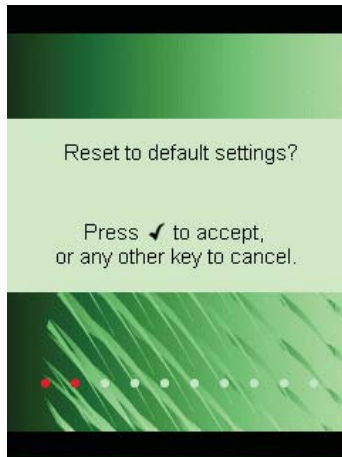 Reset to default settings?
Press ✓ to accept,
or any other key to cancel.